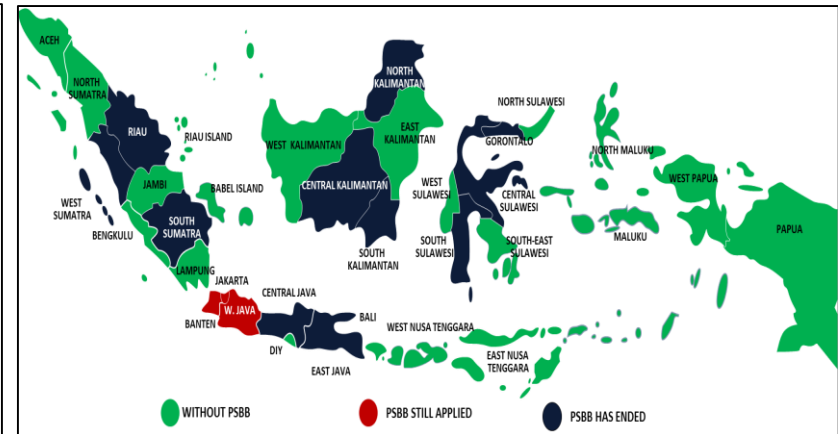 ACEH
NORTH
SUMATRA
RIAU
RIAU ISLAND
JAMBI
BABEL ISLAND
WEST
SUMATRA
SOUTH
SUMATRA
BENGKULU
LAMPUNG
NORTH
KALIMANTAN
WEST KALIMANTAN
EAST
KALIMANTAN
CENTRAL KALIMANTAN
SOUTH
KALIMANTAN
NORTH SULAWESI
GORONTALO
WEST
SULAWESI
CENTRAL
SULAWESI
SOUTH
SULAWESI
SOUTH-EAST
SULAWESI
NORTH MALUKU
MALUKU
WEST PAPUA
PAPUA
JAKARTA
W. JAVA
BANTEN
CENTRAL JAVA
DIY
EAST JAVA
BALI
WEST NUSA TENGGARA
EAST NUSA
TENGGARA
WITHOUT PSBB
PSBB STILL APPLIED
PSBB HAS ENDED